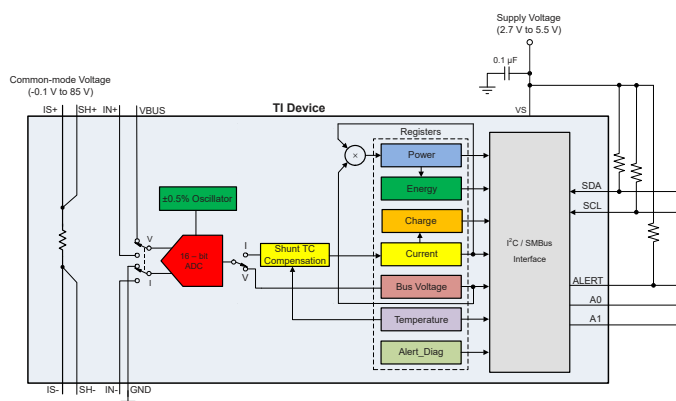 Supply Voltage
(2.7 V to 5.5 V)
0.1 µF
Common-mode Voltage
(-0.1 V to 85 V)
IS+ SH+ IN+ VBUS
TI Device
VS
Registers
×
Power
±0.5% Oscillator
Energy
Charge
V
I
16 – bit
ADC
I
V
Shunt TC
Compensation
Current
Bus Voltage
Temperature
Alert_Diag
I²C / SMBus
Interface
SDA
SCL
ALERT
A0
A1
IS- SH- IN- GND